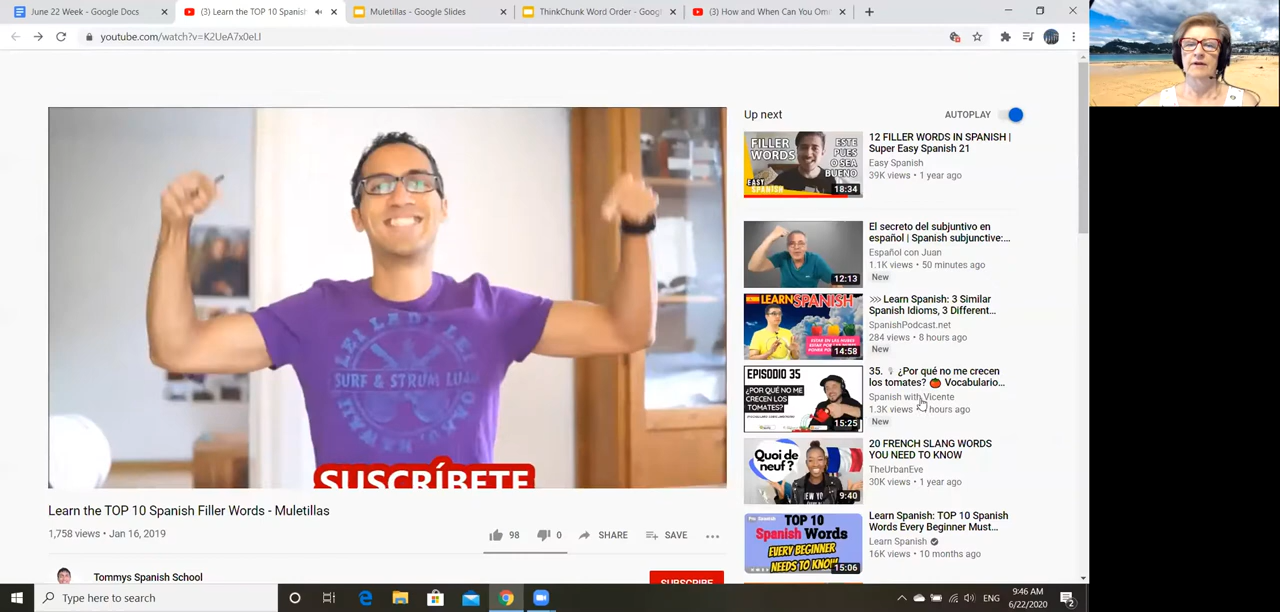 June 22 Week - Google Docs
(3) Learn the TOP 10 Spanish
Muletillas - Google Slides
ThinkChunk Word Order - Goog
(3) How and When Can You Om
youtube.com/watch?v=K2UeA7x0eLI
SURF & STRUM LUAU
SUSCRÍBETE
Learn the TOP 10 Spanish Filler Words - Muletillas
1,758 views • Jan 16, 2019
98
0
SHARE
SAVE
Tommys Spanish School
SUBSCRIBE
Up next
AUTOPLAY
FILLER WORDS
ESTE PUES O SEA BUENO
EASY SPANISH
18:34
12 FILLER WORDS IN SPANISH |
Super Easy Spanish 21
Easy Spanish
39K views • 1 year ago
12:13
El secreto del subjuntivo en
español | Spanish subjunctive:...
Español con Juan
1.1K views • 50 minutes ago
New
LEARN SPANISH
14:58
>>> Learn Spanish: 3 Similar
Spanish Idioms, 3 Different...
SpanishPodcast.net
284 views • 8 hours ago
New
EPISODIO 35
¿POR QUÉ NO ME
CRECEN LOS
TOMATES?
15:25
35. ¿Por qué no me crecen
los tomates? 🍅 Vocabulario...
Spanish with Vicente
1.3K views • hours ago
New
Quoi de
neuf?
9:40
20 FRENCH SLANG WORDS
YOU NEED TO KNOW
TheUrbanEve
30K views • 1 year ago
TOP 10
Spanish Words
EVERY BEGINNER
NEEDS TO KNOW
15:06
Learn Spanish: TOP 10 Spanish
Words Every Beginner Must...
Learn Spanish
16K views • 10 months ago
Type here to search
ENG
9:46 AM
6/22/2020
2